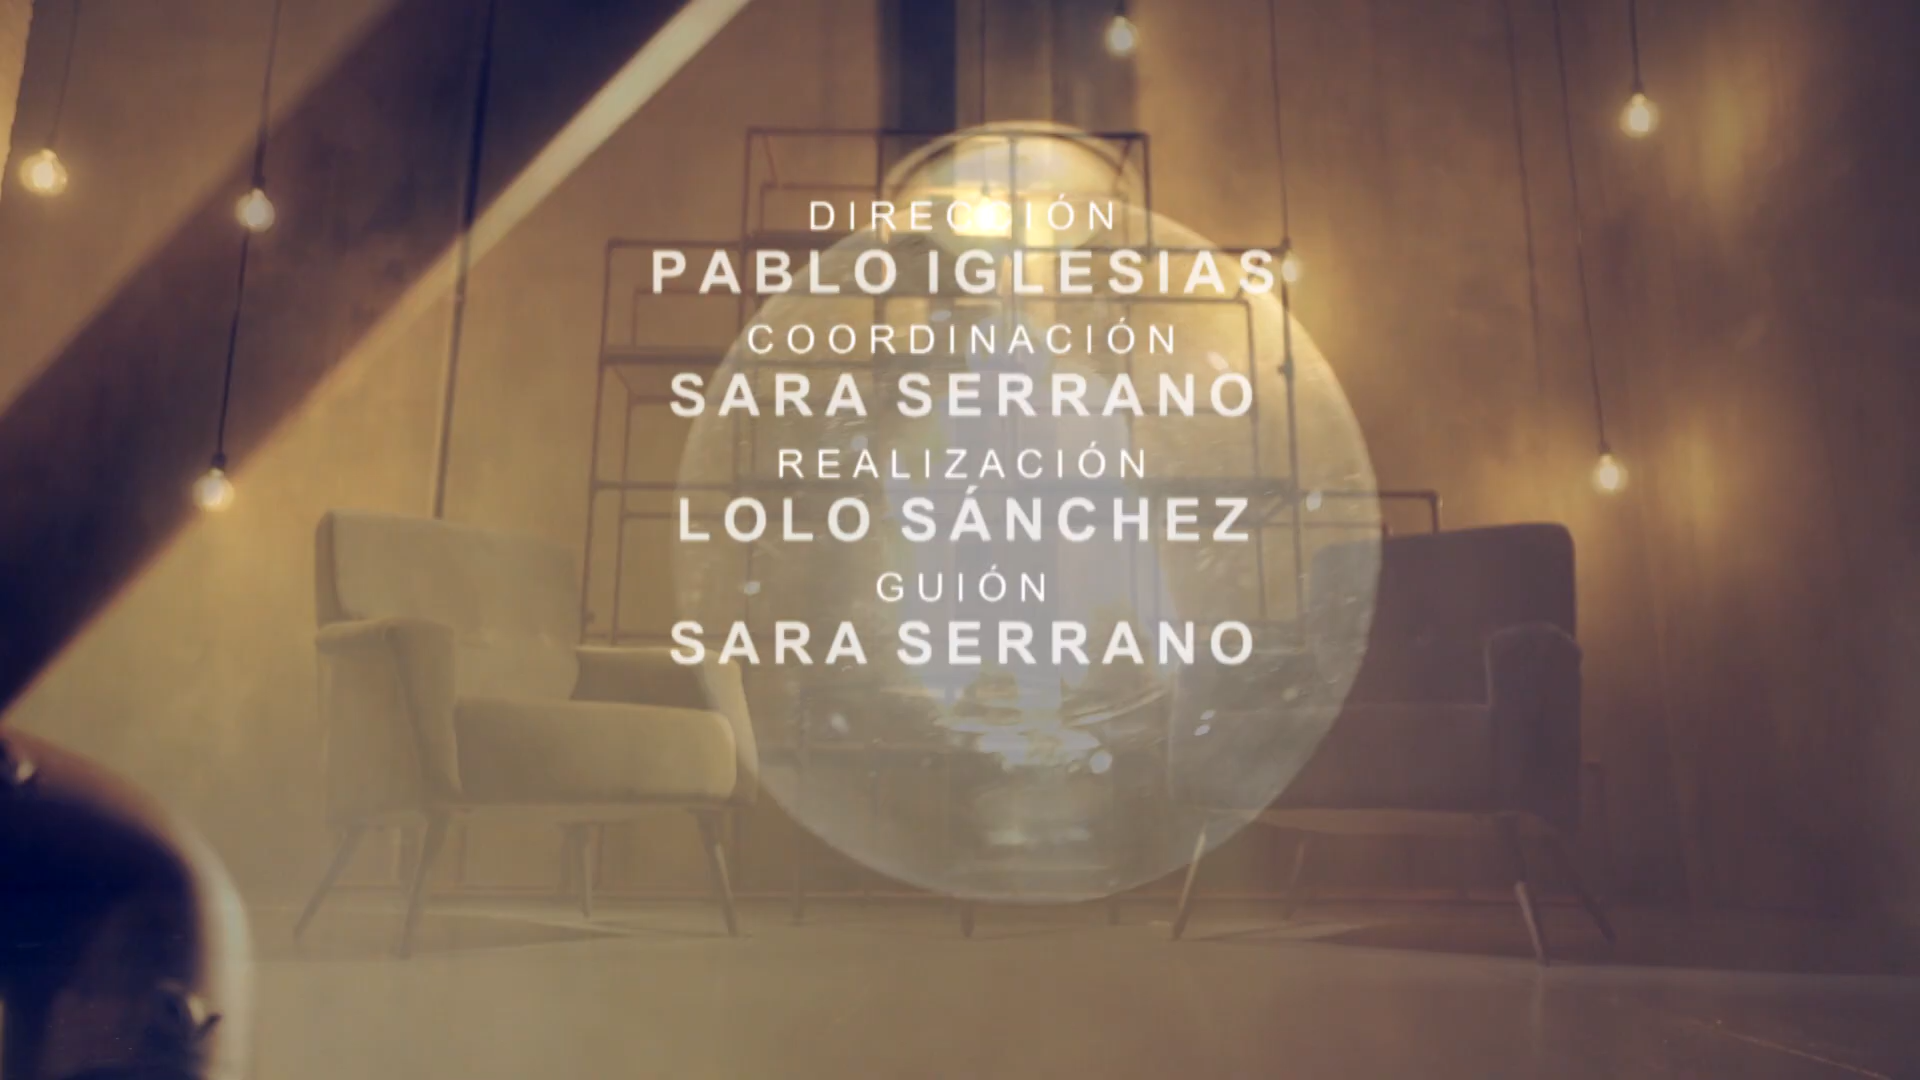 DIRECCIÓN
PABLO IGLESIAS
COORDINACIÓN
SARA SERRANO
REALIZACIÓN
LOLO SÁNCHEZ
GUIÓN
SARA SERRANO